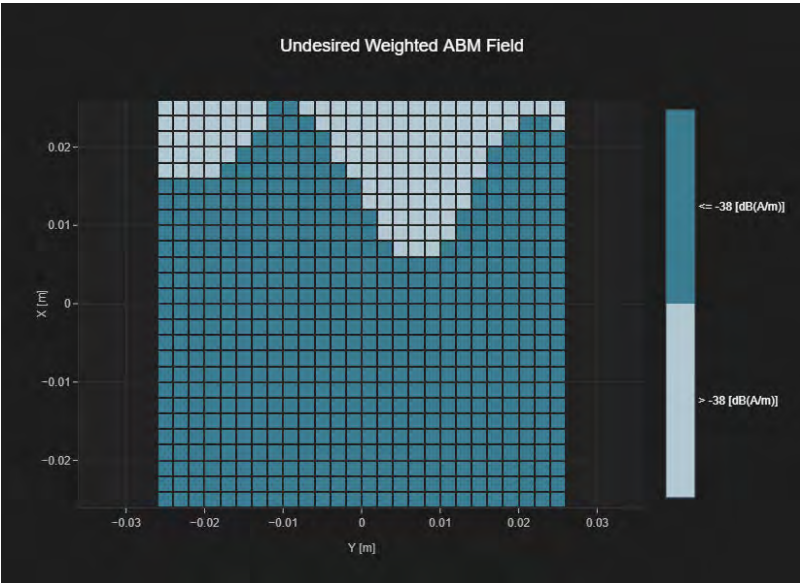 Undesired Weighted ABM Field
0.02
0.01
0
−0.01
−0.02
X [m]
−0.03
−0.02
−0.01
0
0.01
0.02
0.03
Y [m]
<= -38 [dB(A/m)]
> -38 [dB(A/m)]